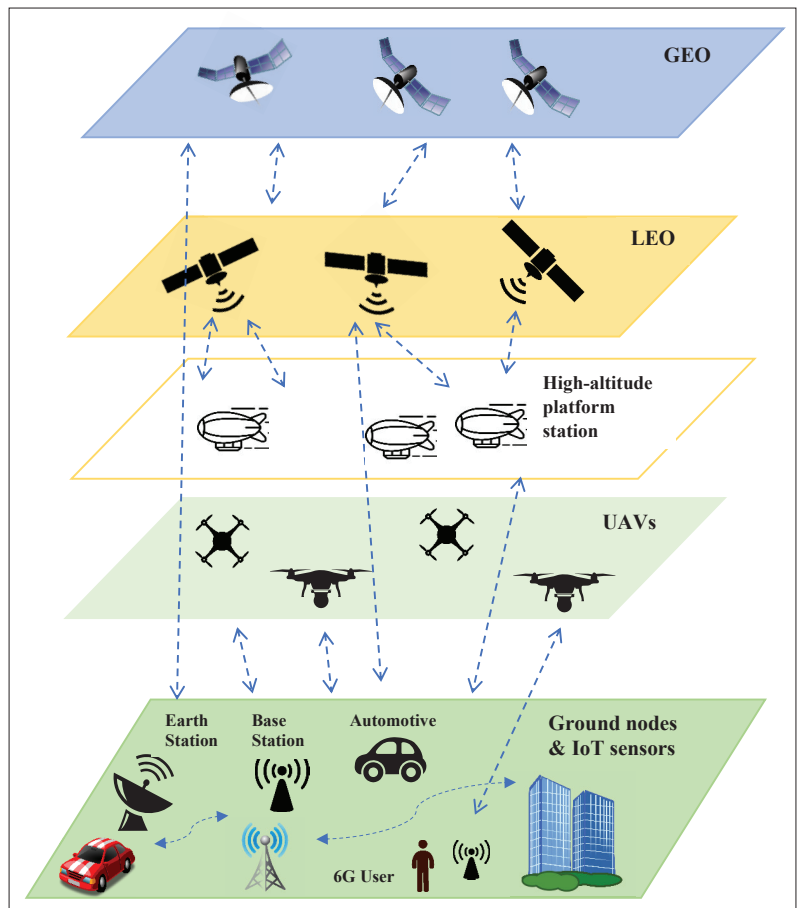 GEO
LEO
High-altitude
platform
station
UAVs
Earth
Station
Base
Station
Automotive
Ground nodes
& IoT sensors
6G User